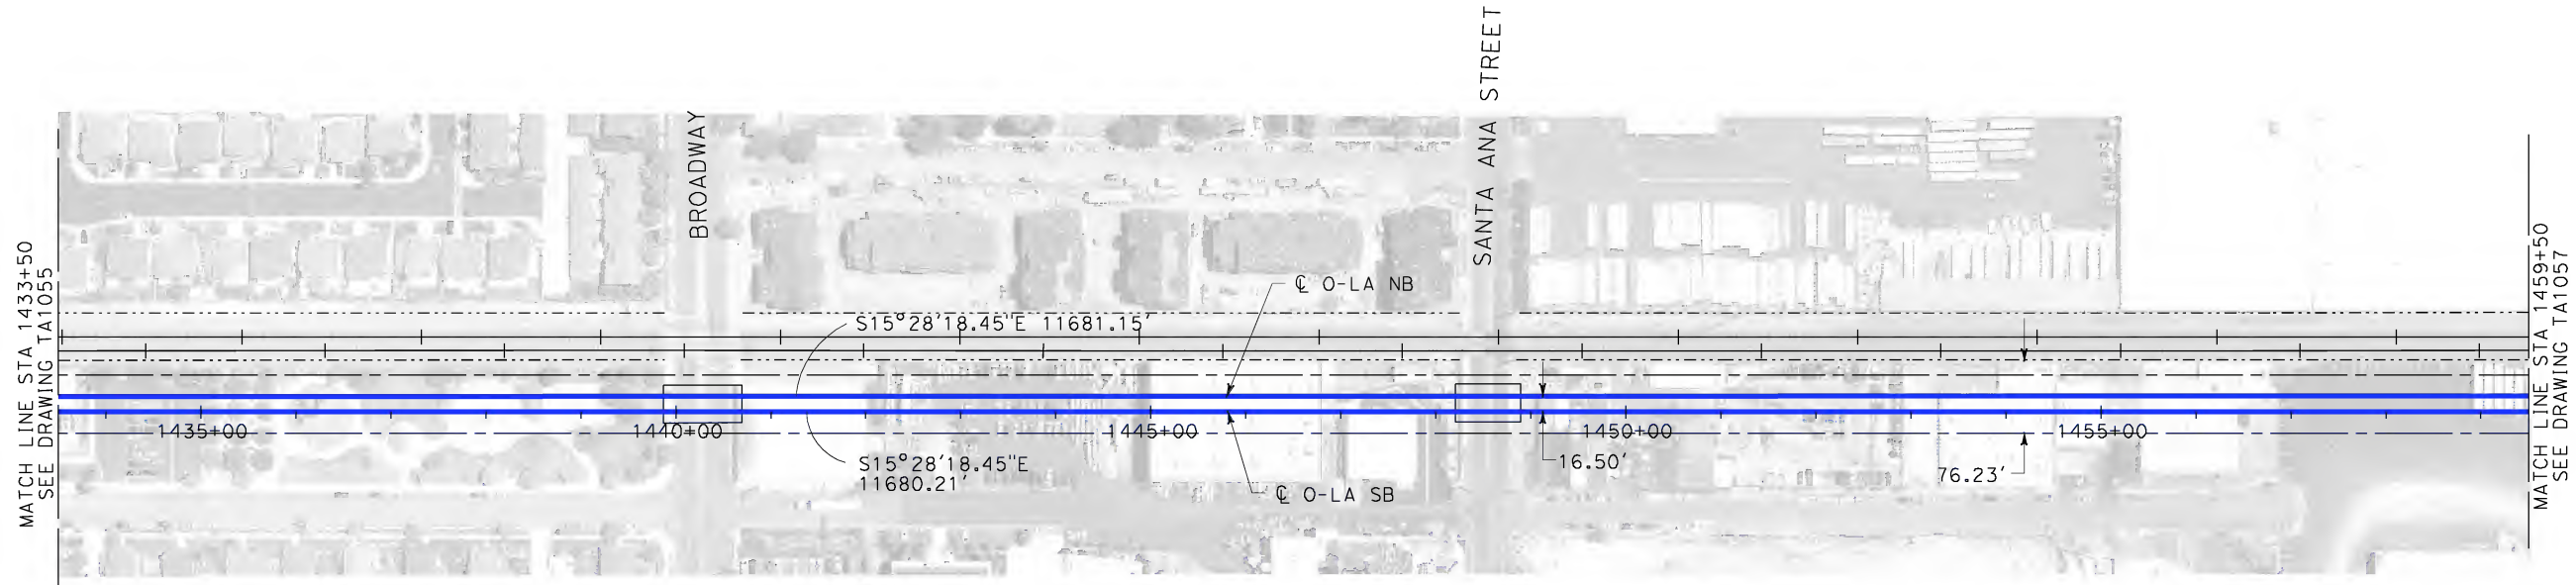 MATCH LINE STA 1433+50
SEE DRAWING TA1055
BROADWAY
SANTA ANA STREET
℄ O-LA NB
S15°28'18.45"E 11681.15'
1435+00
1440+00
1445+00
1450+00
1455+00
S15°28'18.45"E
11680.21'
℄ O-LA SB
16.50'
76.23'
MATCH LINE STA 1459+50
SEE DRAWING TA1057